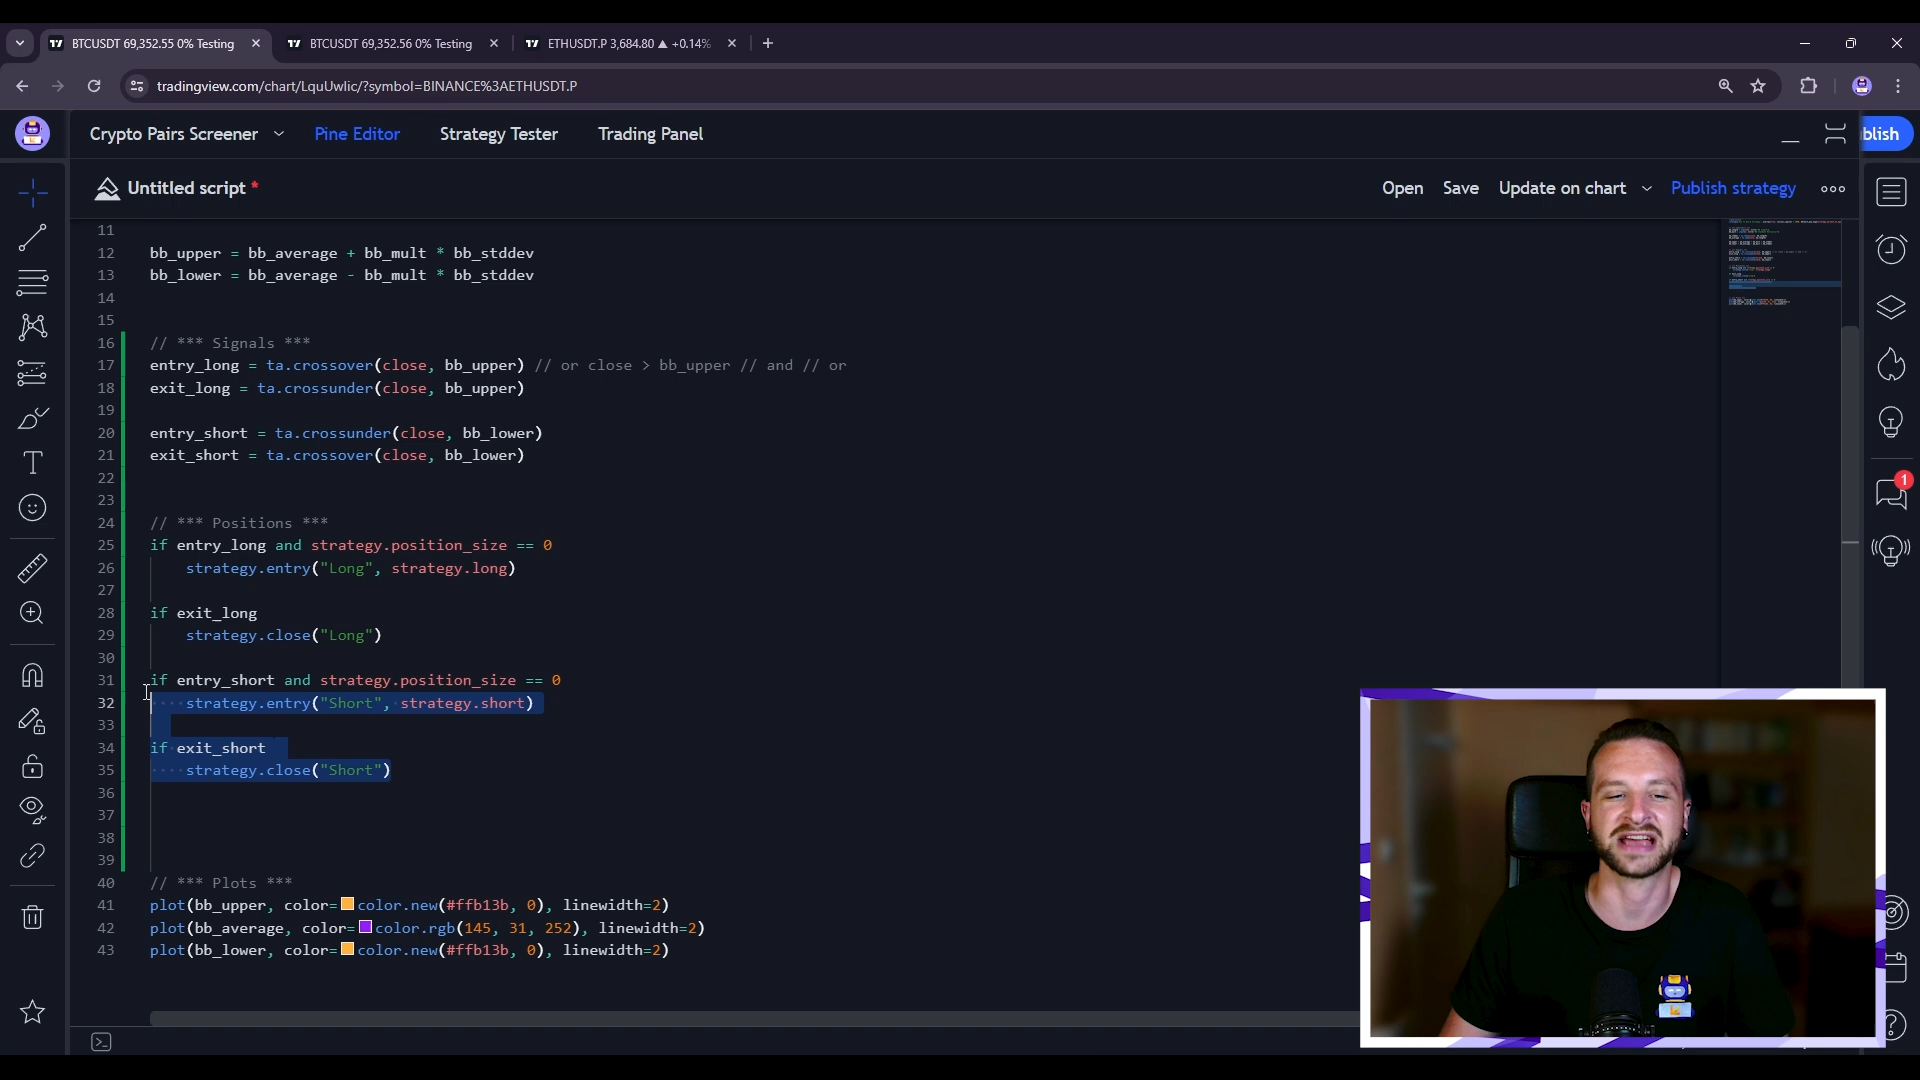 BTCUSDT 69,352.55 0% Testing
BTCUSDT 69,352.56 0% Testing
ETHUSDT.P 3,684.80 ▲ +0.14%
tradingview.com/chart/LquUwlic/?symbol=BINANCE%3AETHUSDT.P
Crypto Pairs Screener
Pine Editor
Strategy Tester
Trading Panel
blish
Untitled script *
Open
Save
Update on chart
Publish strategy
11
12 bb_upper = bb_average + bb_mult * bb_stddev
13 bb_lower = bb_average - bb_mult * bb_stddev
14
15
16 // *** Signals ***
17 entry_long = ta.crossover(close, bb_upper) // or close > bb_upper // and // or
18 exit_long = ta.crossunder(close, bb_upper)
19
20 entry_short = ta.crossunder(close, bb_lower)
21 exit_short = ta.crossover(close, bb_lower)
22
23
24 // *** Positions ***
25 if entry_long and strategy.position_size == 0
26 strategy.entry("Long", strategy.long)
27
28 if exit_long
29 strategy.close("Long")
30
31 if entry_short and strategy.position_size == 0
32 strategy.entry("Short", strategy.short)
33
34 if exit_short
35 strategy.close("Short")
36
37
38
39
40 // *** Plots ***
41 plot(bb_upper, color=color.new(#ffb13b, 0), linewidth=2)
42 plot(bb_average, color=color.rgb(145, 31, 252), linewidth=2)
43 plot(bb_lower, color=color.new(#ffb13b, 0), linewidth=2)
1